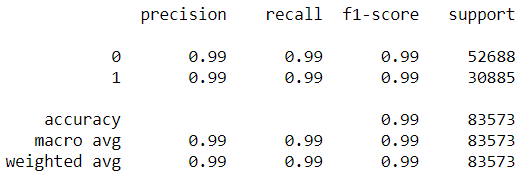 precision recall f1-score support
0 0.99 0.99 0.99 52688
1 0.99 0.99 0.99 30885
accuracy 0.99 83573
macro avg 0.99 0.99 0.99 83573
weighted avg 0.99 0.99 0.99 83573